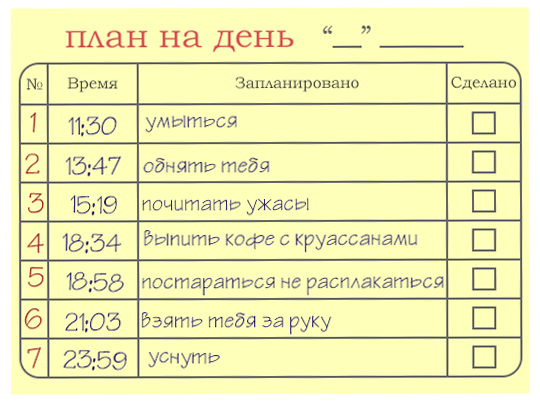 план на день “__” ________
№ Время Запланировано Сделано
1 11:30 умыться
2 13:47 обнять тебя
3 15:19 почитать ужасы
4 18:34 выпить кофе с круассанами
5 18:58 постараться не расплакаться
6 21:03 взять тебя за руку
7 23:59 уснуть